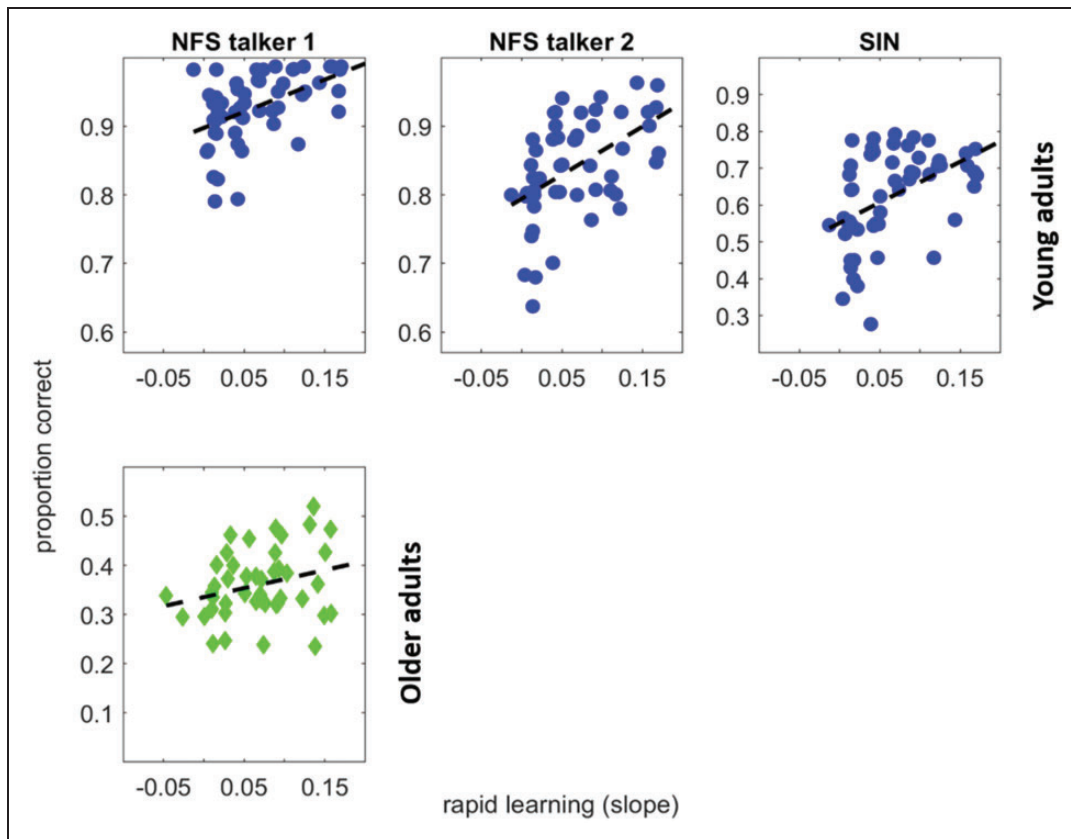 NFS talker 1 NFS talker 2 SIN
0.9
0.8
0.7
0.6
-0.05 0.05 0.15
0.9
0.8
0.7
0.6
-0.05 0.05 0.15
0.9
0.8
0.7
0.6
0.5
0.4
0.3
-0.05 0.05 0.15
Young adults
proportion correct
0.5
0.4
0.3
0.2
0.1
-0.05 0.05 0.15
Older adults
rapid learning (slope)